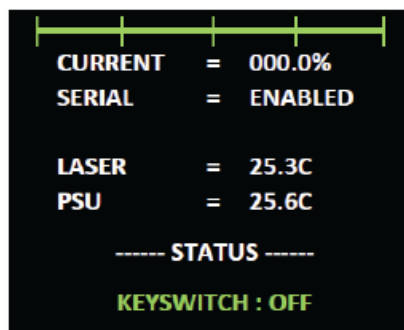 CURRENT = 000.0%
SERIAL = ENABLED
LASER = 25.3C
PSU = 25.6C
------ STATUS ------
KEYSWITCH : OFF